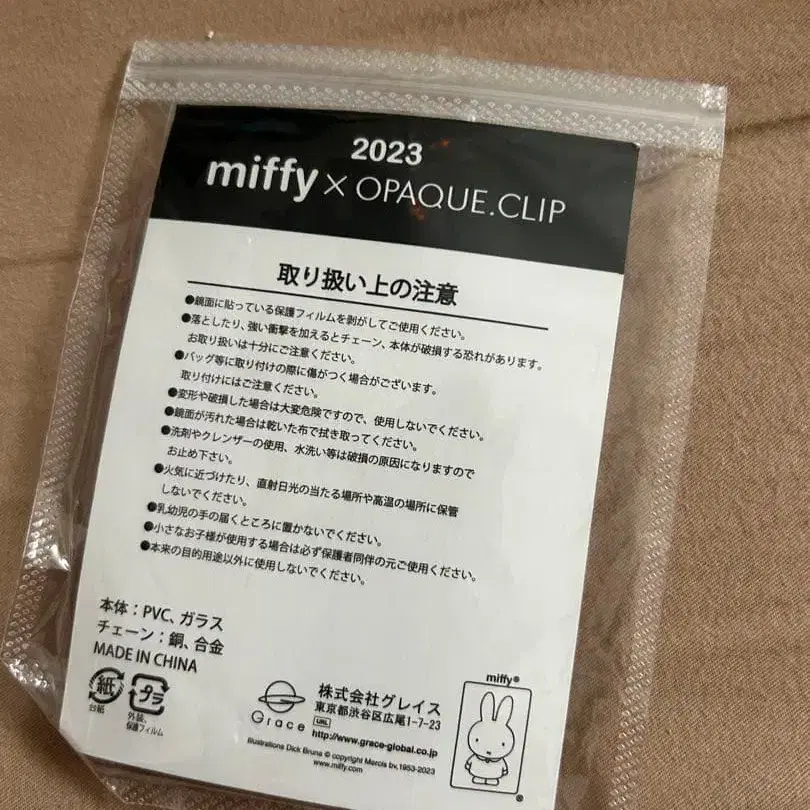 2023
miffy × OPAQUE.CLIP
取り扱い上の注意
●鏡面に貼っている保護フィルムを剥がしてご使用ください。
●落としたり、強い衝撃を加えるとチェーン、本体が破損する恐れがあります。
お取り扱いは十分にご注意ください。
●バッグ等に取り付けの際に傷がつく場合がございます。
取り付けにはご注意ください。
●変形や破損した場合は大変危険ですので、使用しないでください。
●鏡面が汚れた場合は乾いた布で拭き取ってください。
●洗剤やクレンザーの使用、水洗い等は破損の原因になりますので
お止め下さい。
●火気に近づけたり、直射日光の当たる場所や高温の場所に保管
しないでください。
●乳幼児の手の届くところに置かないでください。
●小さなお子様が使用する場合は必ず保護者同伴の元ご使用ください。
●本来の目的用途以外に使用しないでください。
本体：PVC、ガラス
チェーン：銅、合金
MADE IN CHINA
紙
台紙
プラ
外装、
保護フィルム
Grace
株式会社グレイス
東京都渋谷区広尾1-7-23
URL http://www.grace-global.co.jp
Illustrations Dick Bruna © copyright Mercis bv,1953-2023
www.miffy.com
miffy®
®